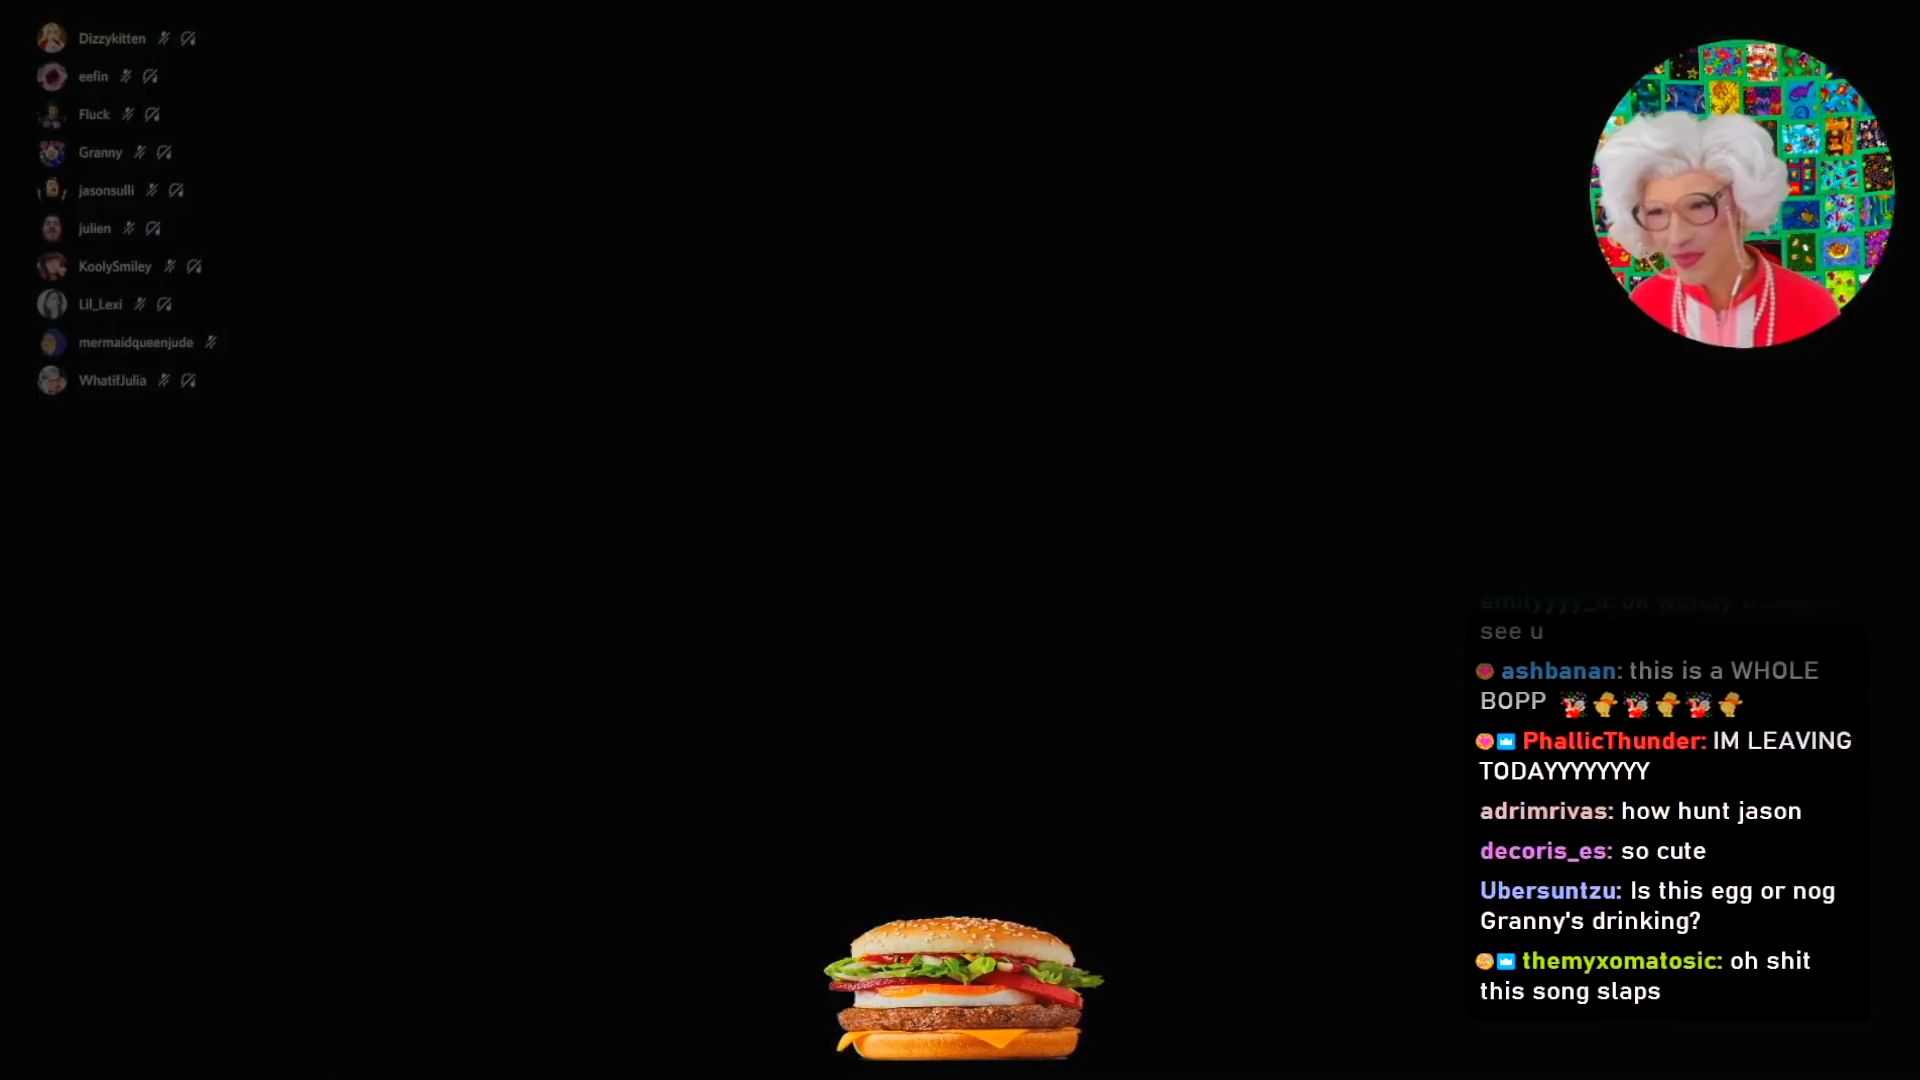 Dizzykitten
eefin
Fluck
Granny
jasonsulli
julien
KoolySmiley
Lil_Lexi
mermaidqueenjude
WhatifJulia
see u
ashbanan: this is a WHOLE
BOPP
PhallicThunder: IM LEAVING
TODAYYYYYYYY
adrimrivas: how hunt jason
decoris_es: so cute
Ubersuntzu: Is this egg or nog
Granny's drinking?
themyxomatosic: oh shit
this song slaps